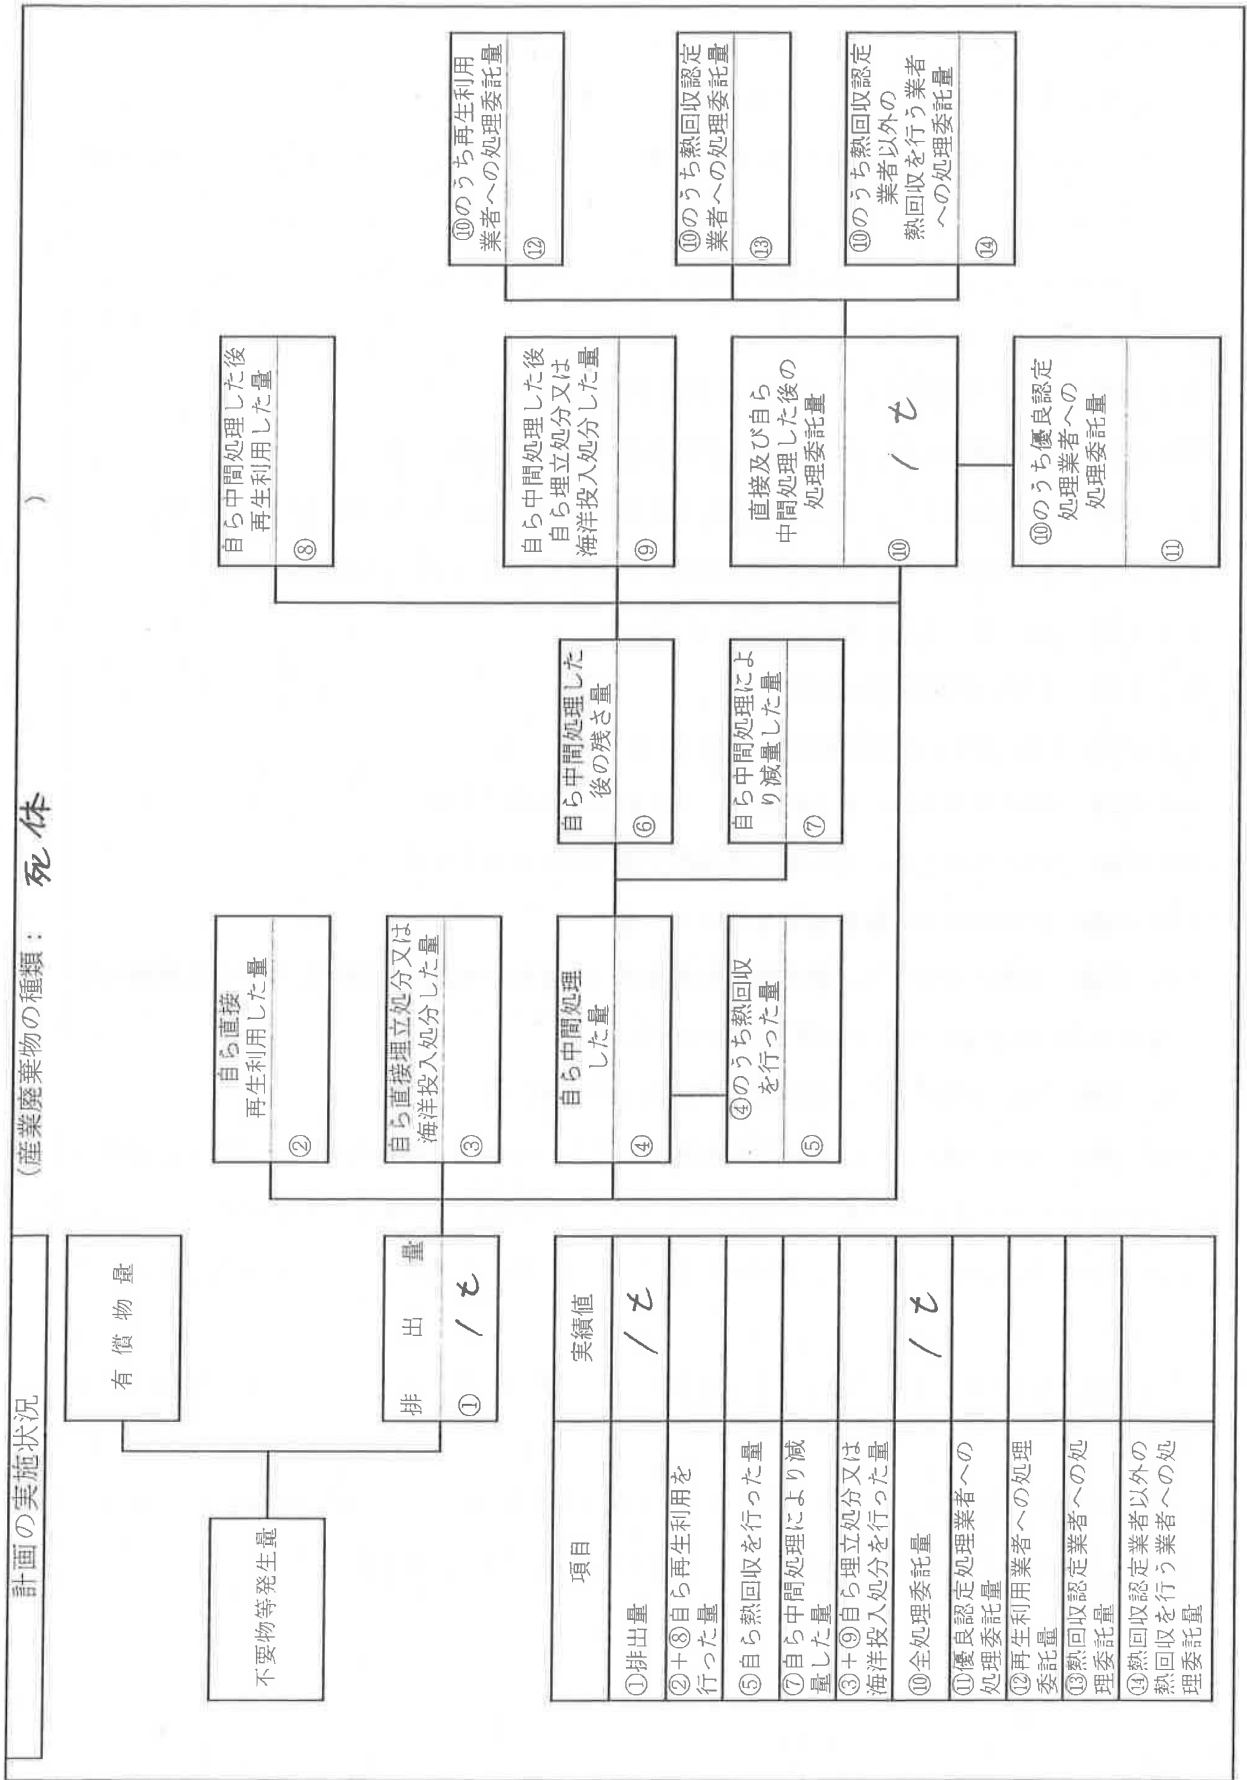 計画の実施状況
(産業廃棄物の種類： 死体 )
有償物量
不要物等発生量
排出量
① 1t
自ら直接
再生利用した量
②
自ら直接埋立処分又は
海洋投入処分した量
③
自ら中間処理
した量
④
④のうち熱回収
を行った量
⑤
自ら中間処理した
後の残さ量
⑥
自ら中間処理によ
り減量した量
⑦
自ら中間処理した後
再生利用した量
⑧
自ら中間処理した後
自ら埋立処分又は
海洋投入処分した量
⑨
直接及び自ら
中間処理した後の
処理委託量
⑩ 1t
⑩のうち優良認定
処理業者への
処理委託量
⑪
⑩のうち再生利用
業者への処理委託量
⑫
⑩のうち熱回収認定
業者への処理委託量
⑬
⑩のうち熱回収認定
業者以外の
熱回収を行う業者
への処理委託量
⑭
項目 実績値
①排出量 1t
②＋⑧自ら再生利用を
行った量
⑤自ら熱回収を行った量
⑦自ら中間処理により減
量した量
③＋⑨自ら埋立処分又は
海洋投入処分を行った量
⑩全処理委託量 1t
⑪優良認定処理業者への
処理委託量
⑫再生利用業者への処理
委託量
⑬熱回収認定業者への処
理委託量
⑭熱回収認定業者以外の
熱回収を行う業者への処
理委託量